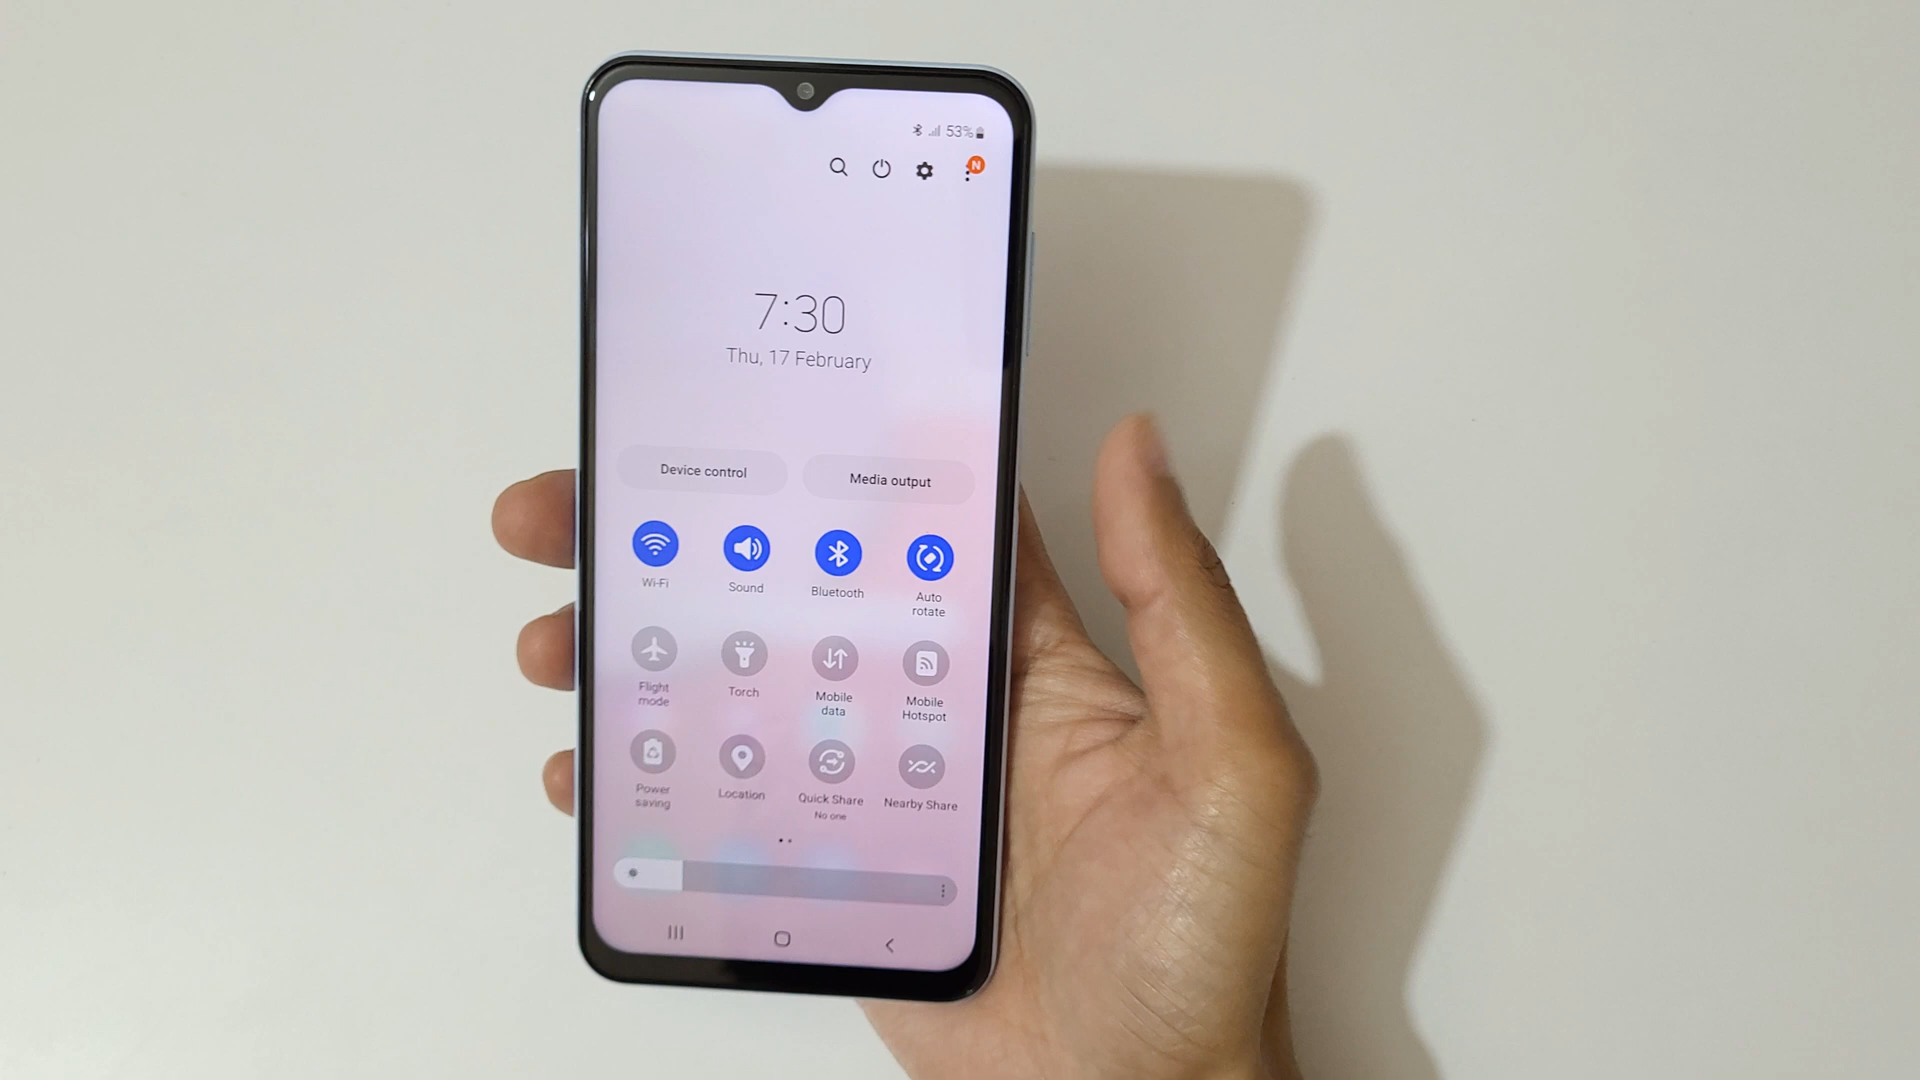 53%
N
7:30
Thu, 17 February
Device control
Media output
Wi-Fi
Sound
Bluetooth
Auto
rotate
Flight
mode
Torch
Mobile
data
Mobile
Hotspot
Power
saving
Location
Quick Share
No one
Nearby Share